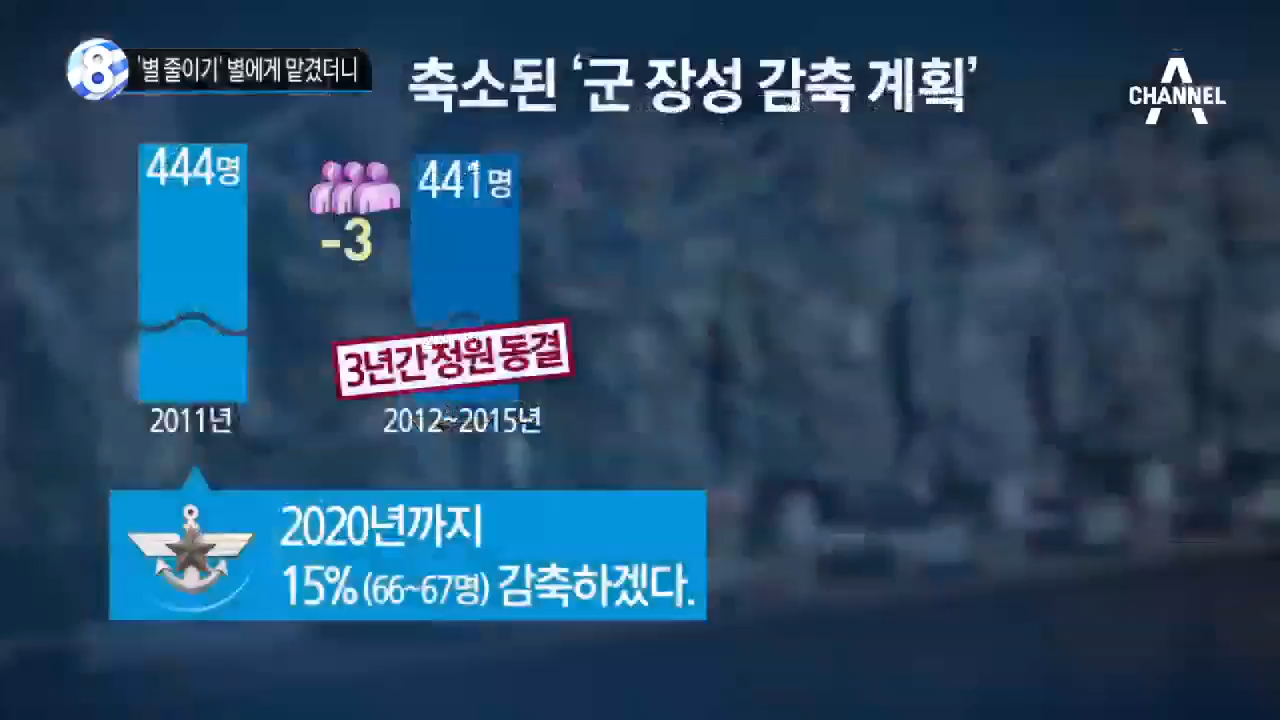 8 '별 줄이기' 별에게 맡겼더니
축소된 ‘군 장성 감축 계획’
CHANNEL A
444명
-3
441명
3년간 정원 동결
2011년
2012~2015년
2020년까지
15% (66~67명) 감축하겠다.